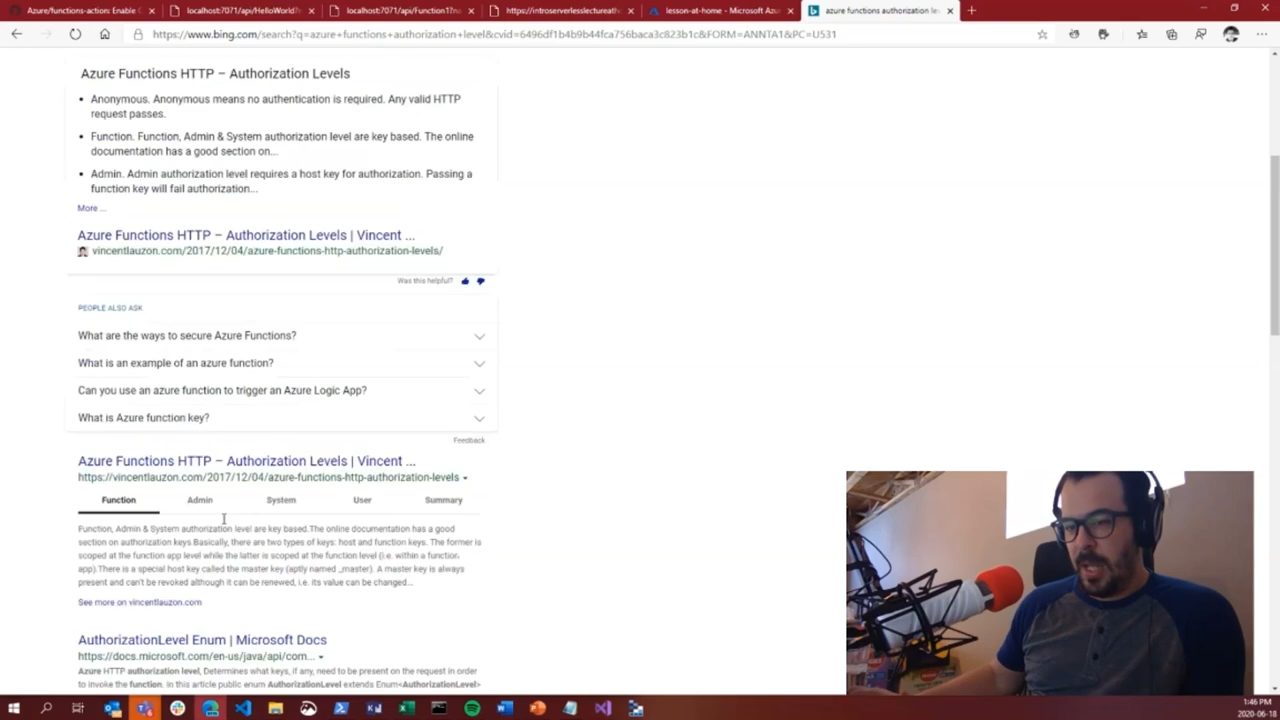 Azure/functions-action: Enable C
localhost:7071/api/HelloWorld?
localhost:7071/api/Function1?na
https://introserverlesslectureath
lesson-at-home - Microsoft Azu
azure functions authorization le
https://www.bing.com/search?q=azure+functions+authorization+level&cvid=6496df1b4b9b44fca756baca3c823b1c&FORM=ANNTA1&PC=U531
Azure Functions HTTP – Authorization Levels
• Anonymous. Anonymous means no authentication is required. Any valid HTTP
request passes.
• Function. Function, Admin & System authorization level are key based. The online
documentation has a good section on...
• Admin. Admin authorization level requires a host key for authorization. Passing a
function key will fail authorization...
More ...
Azure Functions HTTP – Authorization Levels | Vincent ...
vincentlauzon.com/2017/12/04/azure-functions-http-authorization-levels/
Was this helpful?
PEOPLE ALSO ASK
What are the ways to secure Azure Functions?
What is an example of an azure function?
Can you use an azure function to trigger an Azure Logic App?
What is Azure function key?
Feedback
Azure Functions HTTP – Authorization Levels | Vincent ...
https://vincentlauzon.com/2017/12/04/azure-functions-http-authorization-levels
Function Admin System User Summary
Function, Admin & System authorization level are key based.The online documentation has a good
section on authorization keys.Basically, there are two types of keys: host and function keys. The former is
scoped at the function app level while the latter is scoped at the function level (i.e. within a function
app).There is a special host key called the master key (aptly named _master). A master key is always
present and can't be revoked although it can be renewed, i.e. its value can be changed...
See more on vincentlauzon.com
AuthorizationLevel Enum | Microsoft Docs
https://docs.microsoft.com/en-us/java/api/com...
Azure HTTP authorization level, Determines what keys, if any, need to be present on the request in order
to invoke the function. In this article public enum AuthorizationLevel extends Enum<AuthorizationLevel>
1:46 PM
2020-06-18